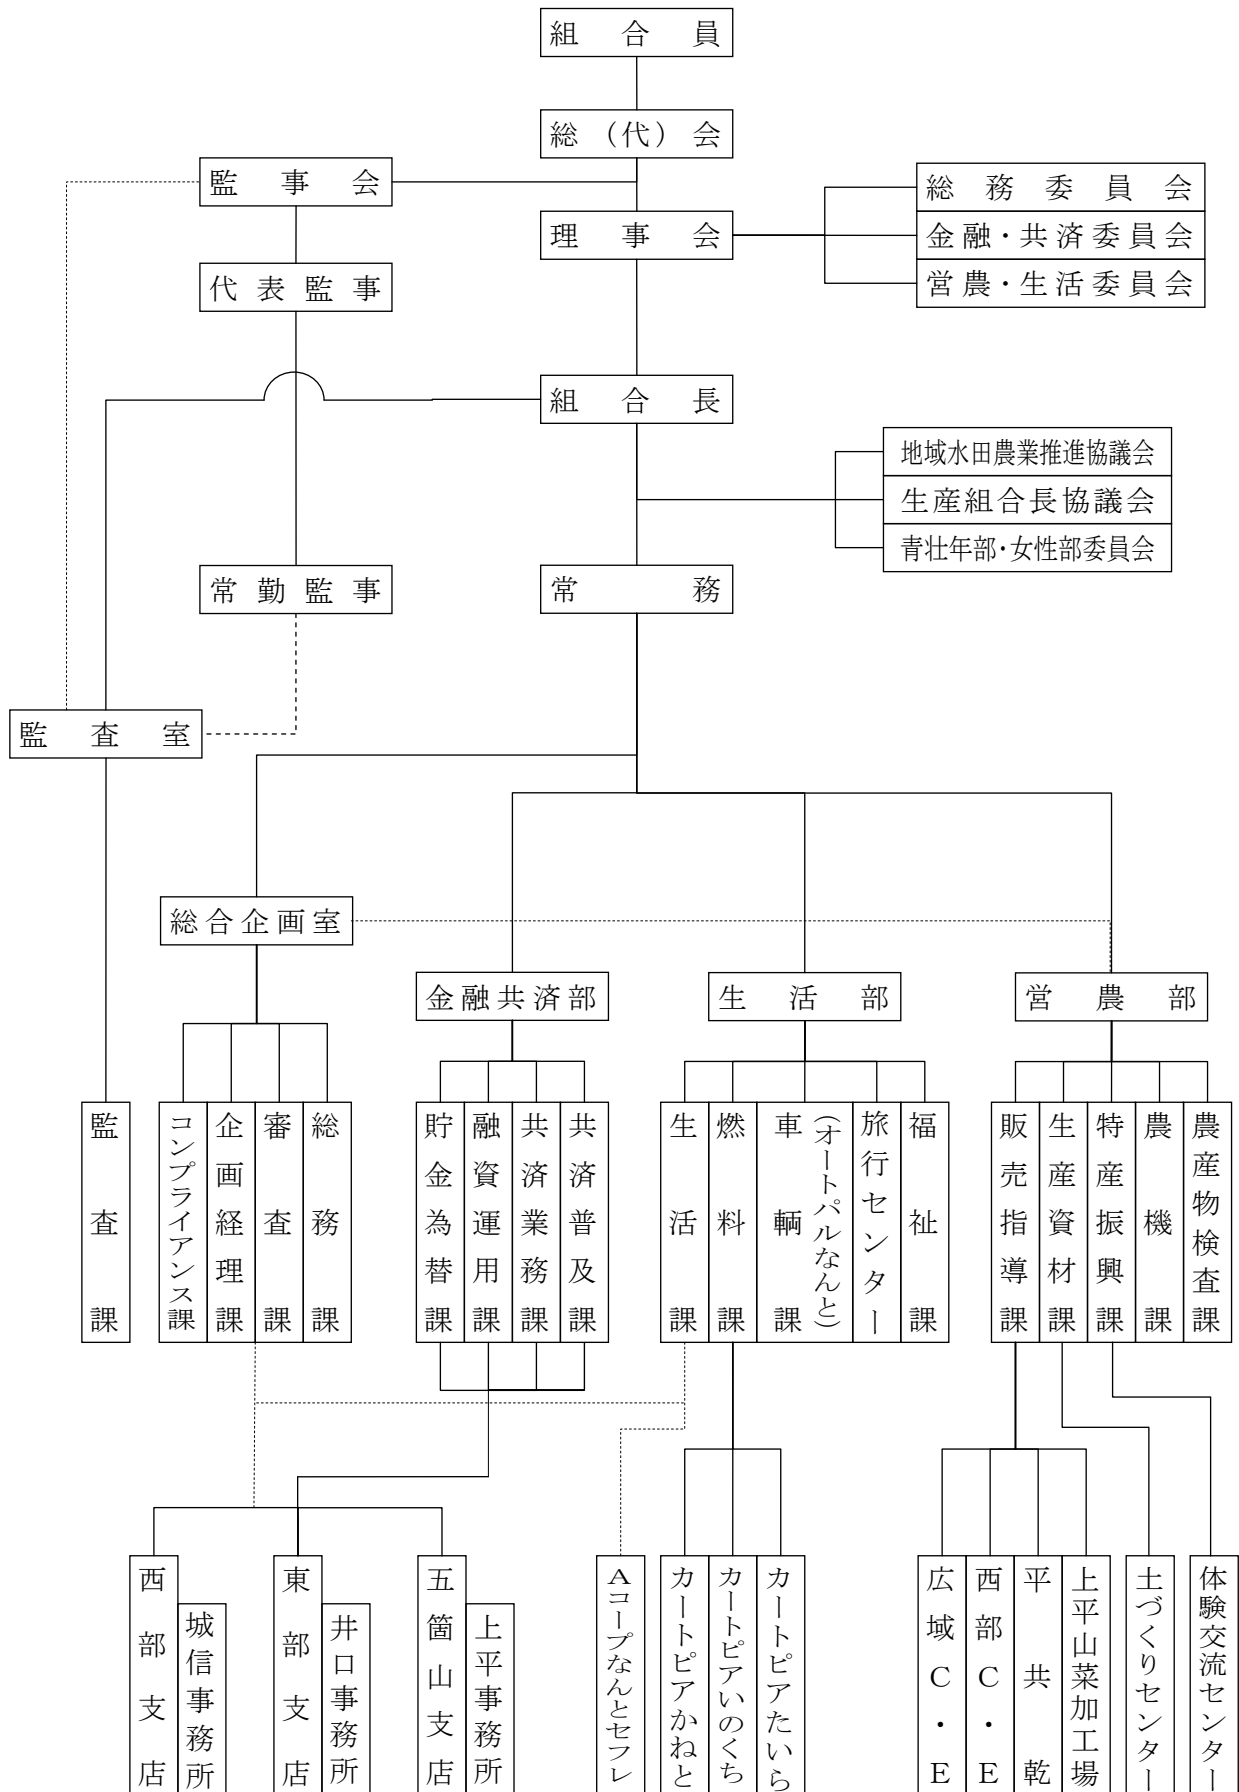 組合員
総（代）会
監事会
総務委員会
金融・共済委員会
営農・生活委員会
理事会
代表監事
組合長
地域水田農業推進協議会
生産組合長協議会
青壮年部・女性部委員会
常勤監事
常務
監査室
総合企画室
金融共済部
生活部
営農部
監査課
コンプライアンス課
企画経理課
審査課
総務課
貯金為替課
融資運用課
共済業務課
共済普及課
生活課
燃料課
車輌課
（オートパルなんと）
旅行センター
福祉課
販売指導課
生産資材課
特産振興課
農機課
農産物検査課
西部支店
城信事務所
東部支店
井口事務所
五箇山支店
上平事務所
Aコープなんとセフレ
カートピアかねと
カートピアいのくち
カートピアたいら
広域C・E
西部C・E
平共乾
上平山菜加工場
土づくりセンター
体験交流センター